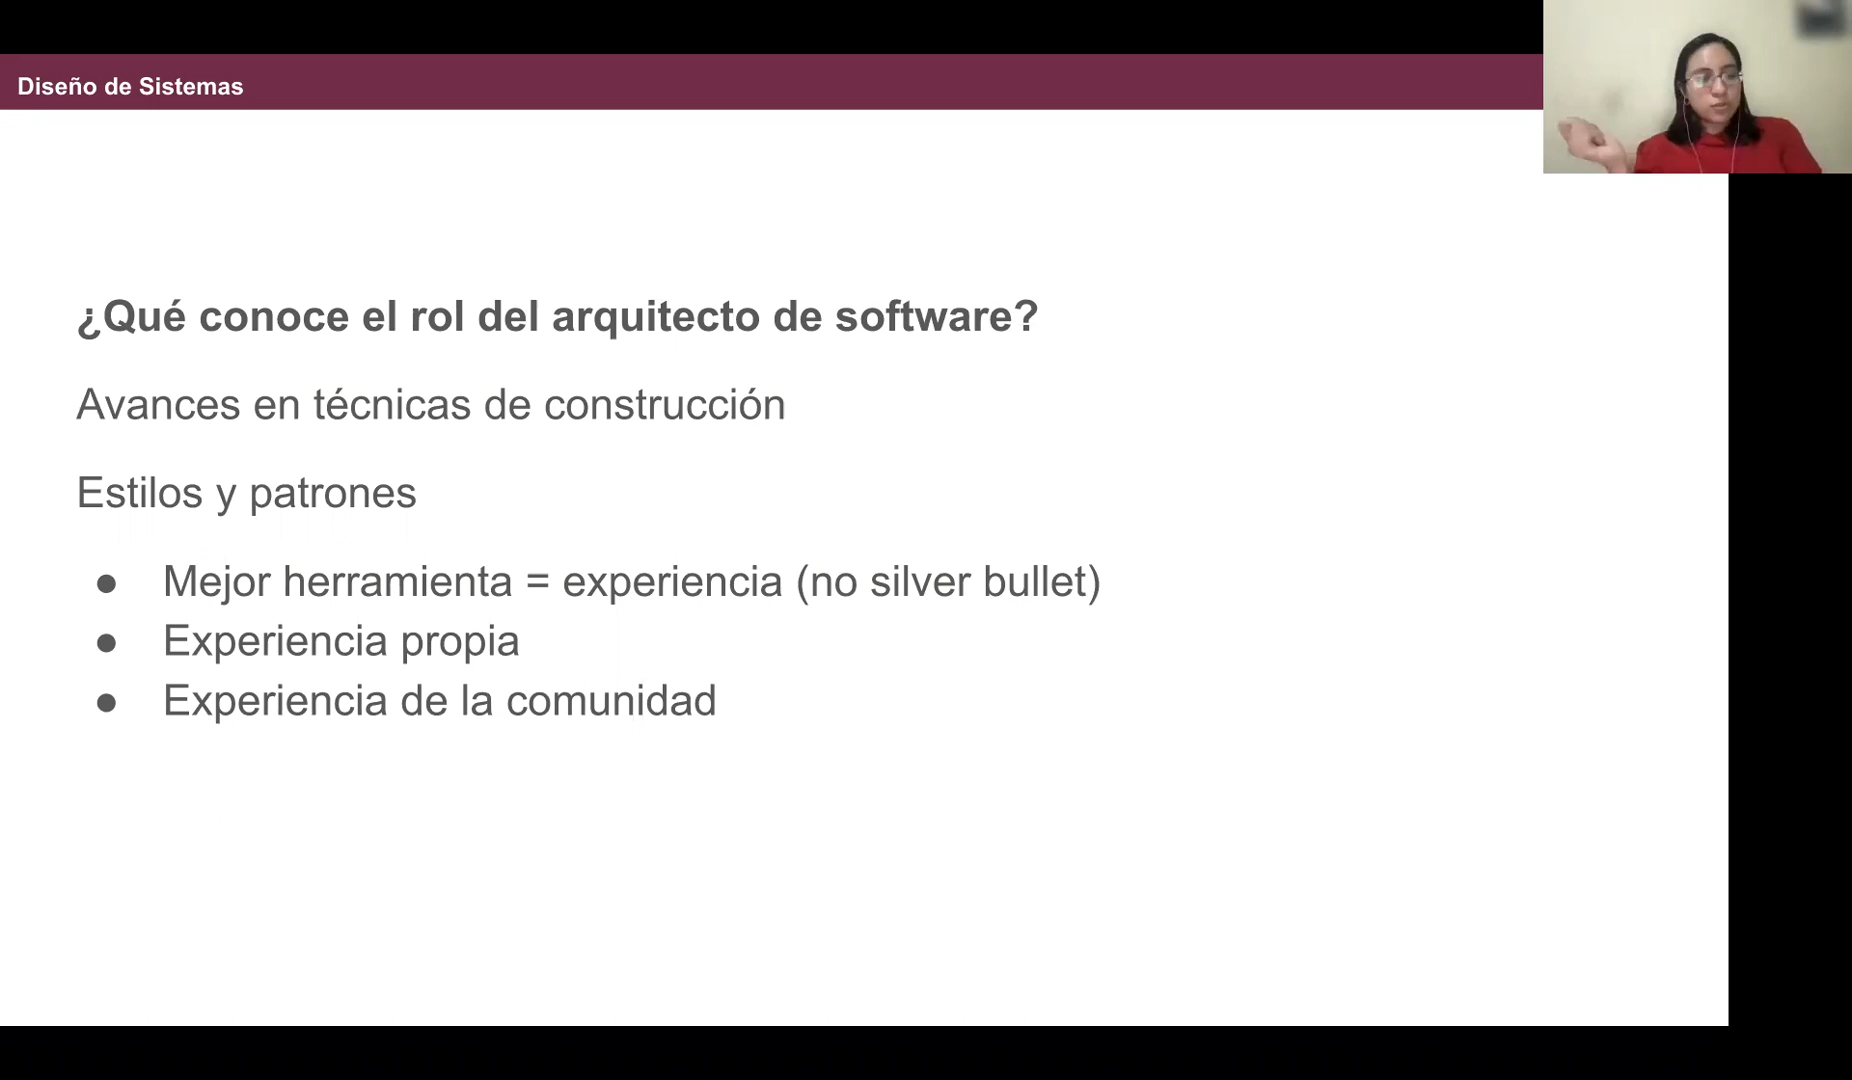 Diseño de Sistemas
¿Qué conoce el rol del arquitecto de software?
Avances en técnicas de construcción
Estilos y patrones
● Mejor herramienta = experiencia (no silver bullet)
● Experiencia propia
● Experiencia de la comunidad